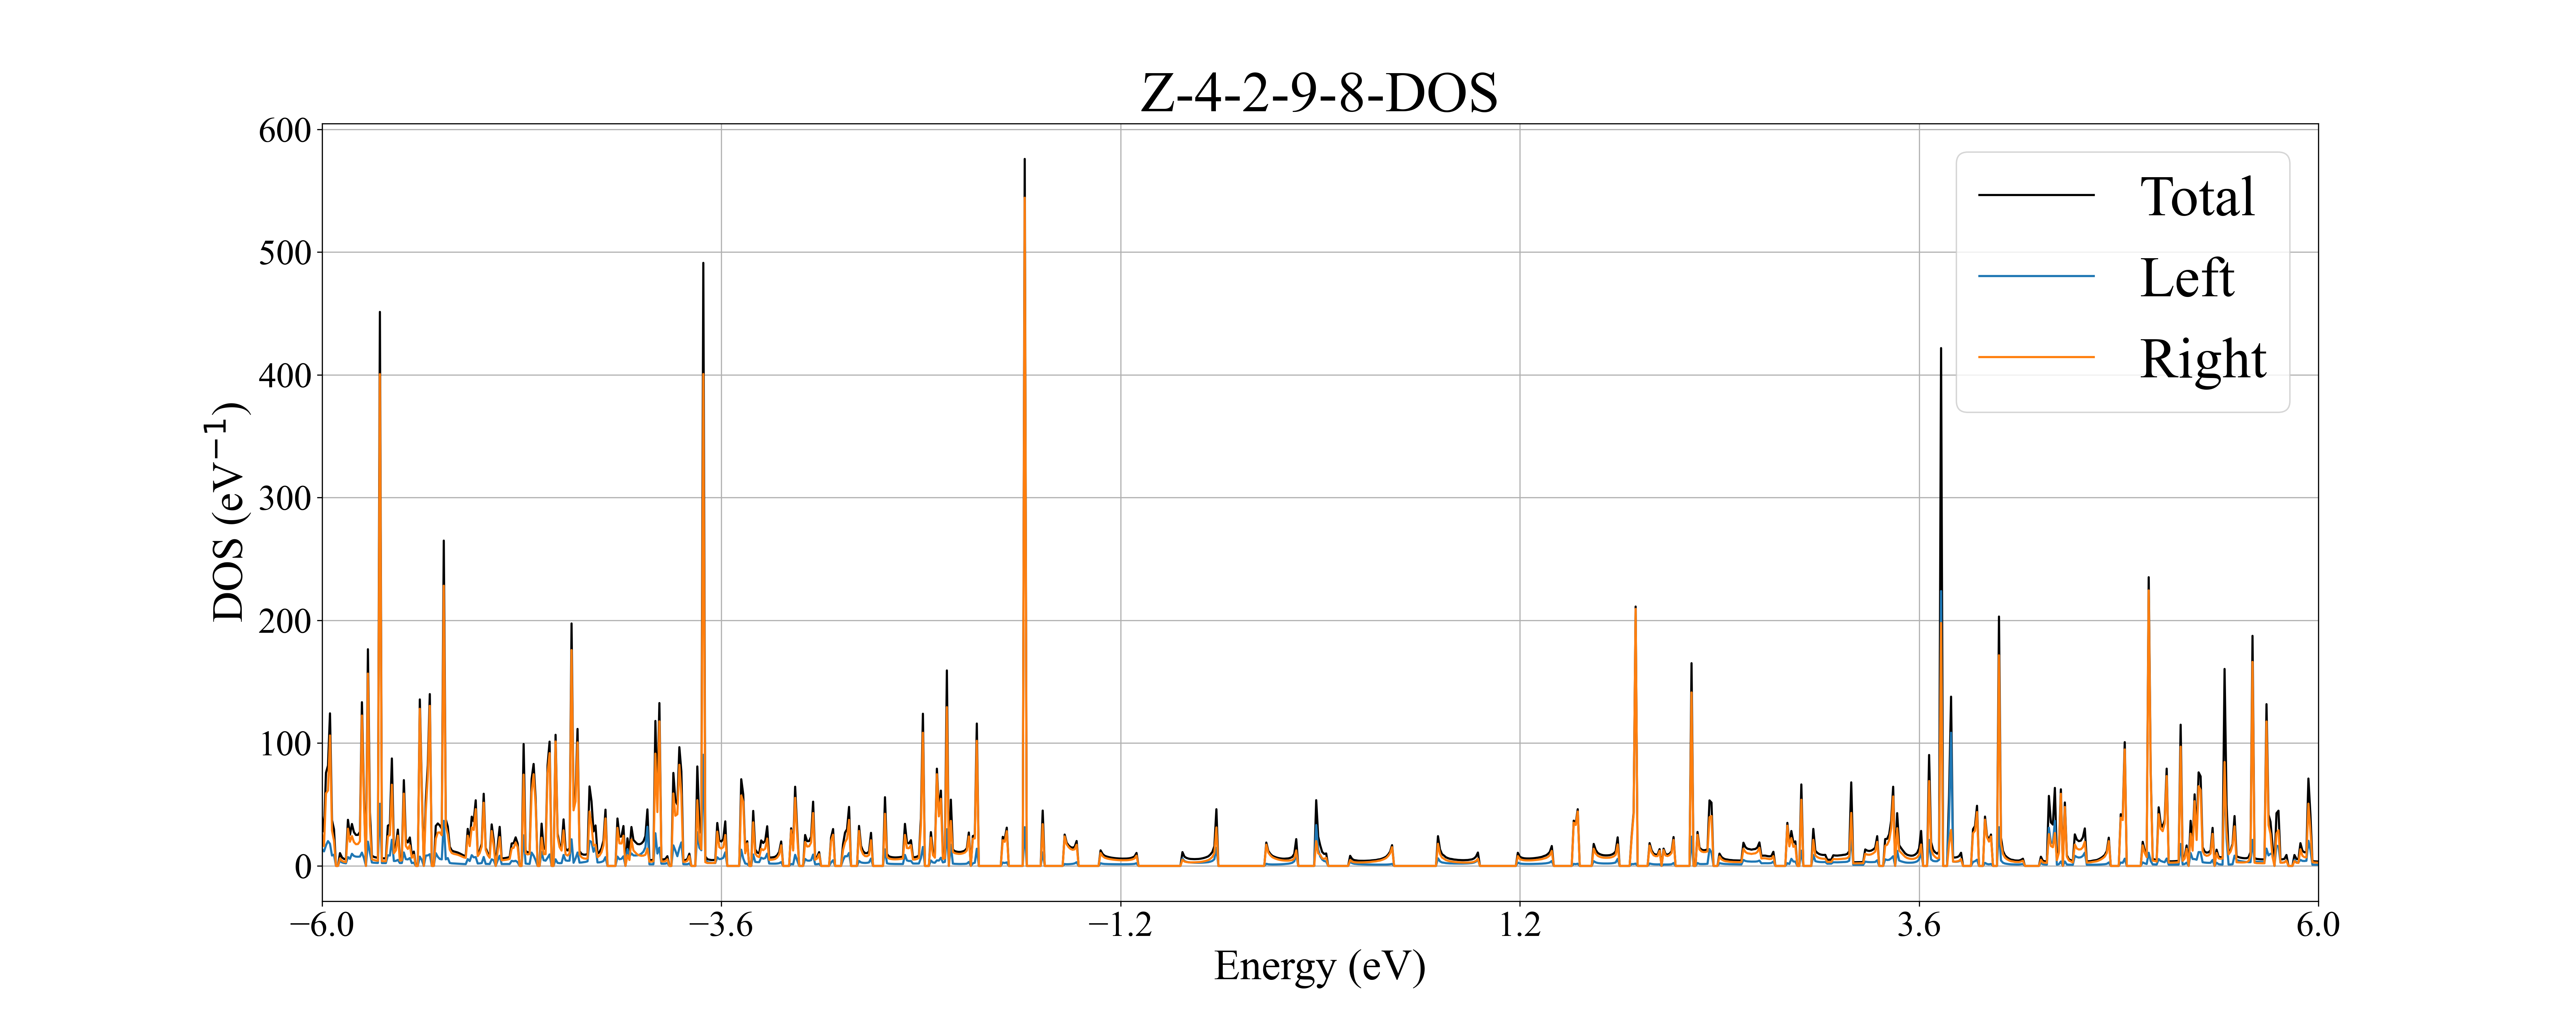 Z-4-2-9-8-DOS
600
500
400
300
200
100
0
DOS (eV⁻¹)
Total
Left
Right
−6.0 −3.6 −1.2 1.2 3.6 6.0
Energy (eV)